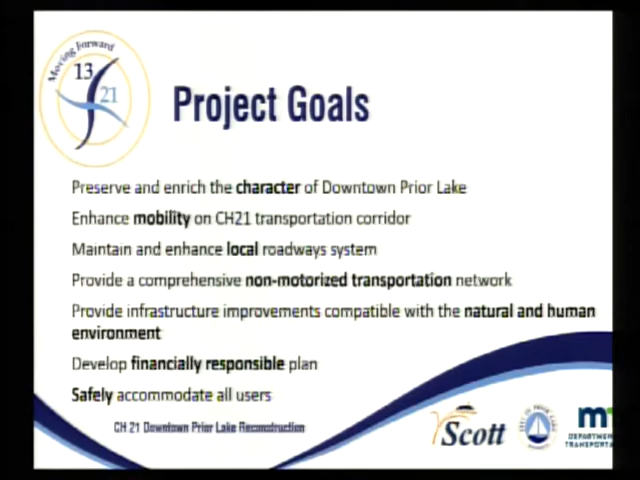 Moving Forward
13
21
Project Goals
Preserve and enrich the character of Downtown Prior Lake
Enhance mobility on CH21 transportation corridor
Maintain and enhance local roadways system
Provide a comprehensive non-motorized transportation network
Provide infrastructure improvements compatible with the natural and human
environment
Develop financially responsible plan
Safely accommodate all users
CH 21 Downtown Prior Lake Reconstruction
Scott
m
DEPARTMEN
TRANSPORTA